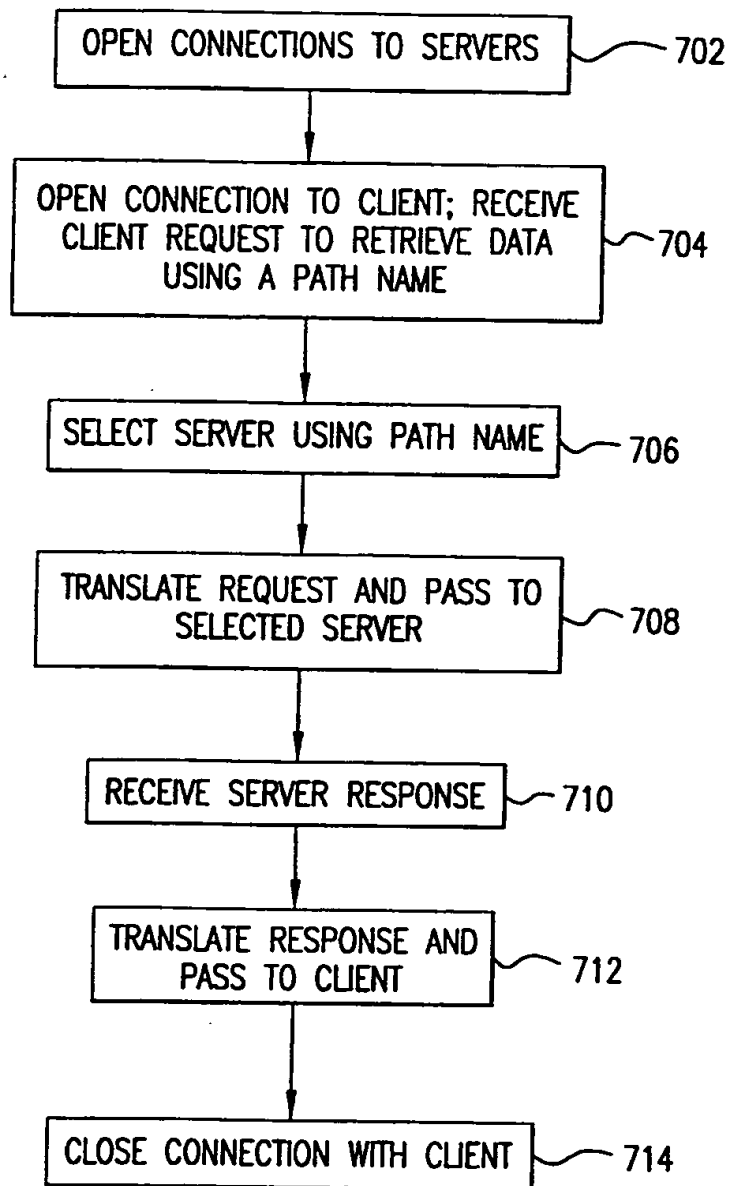 OPEN CONNECTIONS TO SERVERS
702
OPEN CONNECTION TO CLIENT; RECEIVE
CLIENT REQUEST TO RETRIEVE DATA
USING A PATH NAME
704
SELECT SERVER USING PATH NAME
706
TRANSLATE REQUEST AND PASS TO
SELECTED SERVER
708
RECEIVE SERVER RESPONSE
710
TRANSLATE RESPONSE AND
PASS TO CLIENT
712
CLOSE CONNECTION WITH CLIENT
714